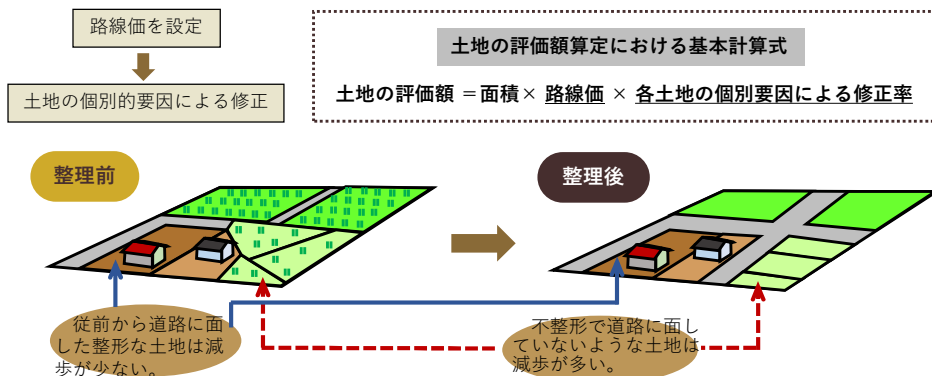 路線価を設定
土地の個別的要因による修正
土地の評価額算定における基本計算式
土地の評価額 ＝面積× 路線価 × 各土地の個別要因による修正率
整理前
整理後
従前から道路に面
した整形な土地は減
歩が少ない。
不整形で道路に面し
ていないような土地は
減歩が多い。